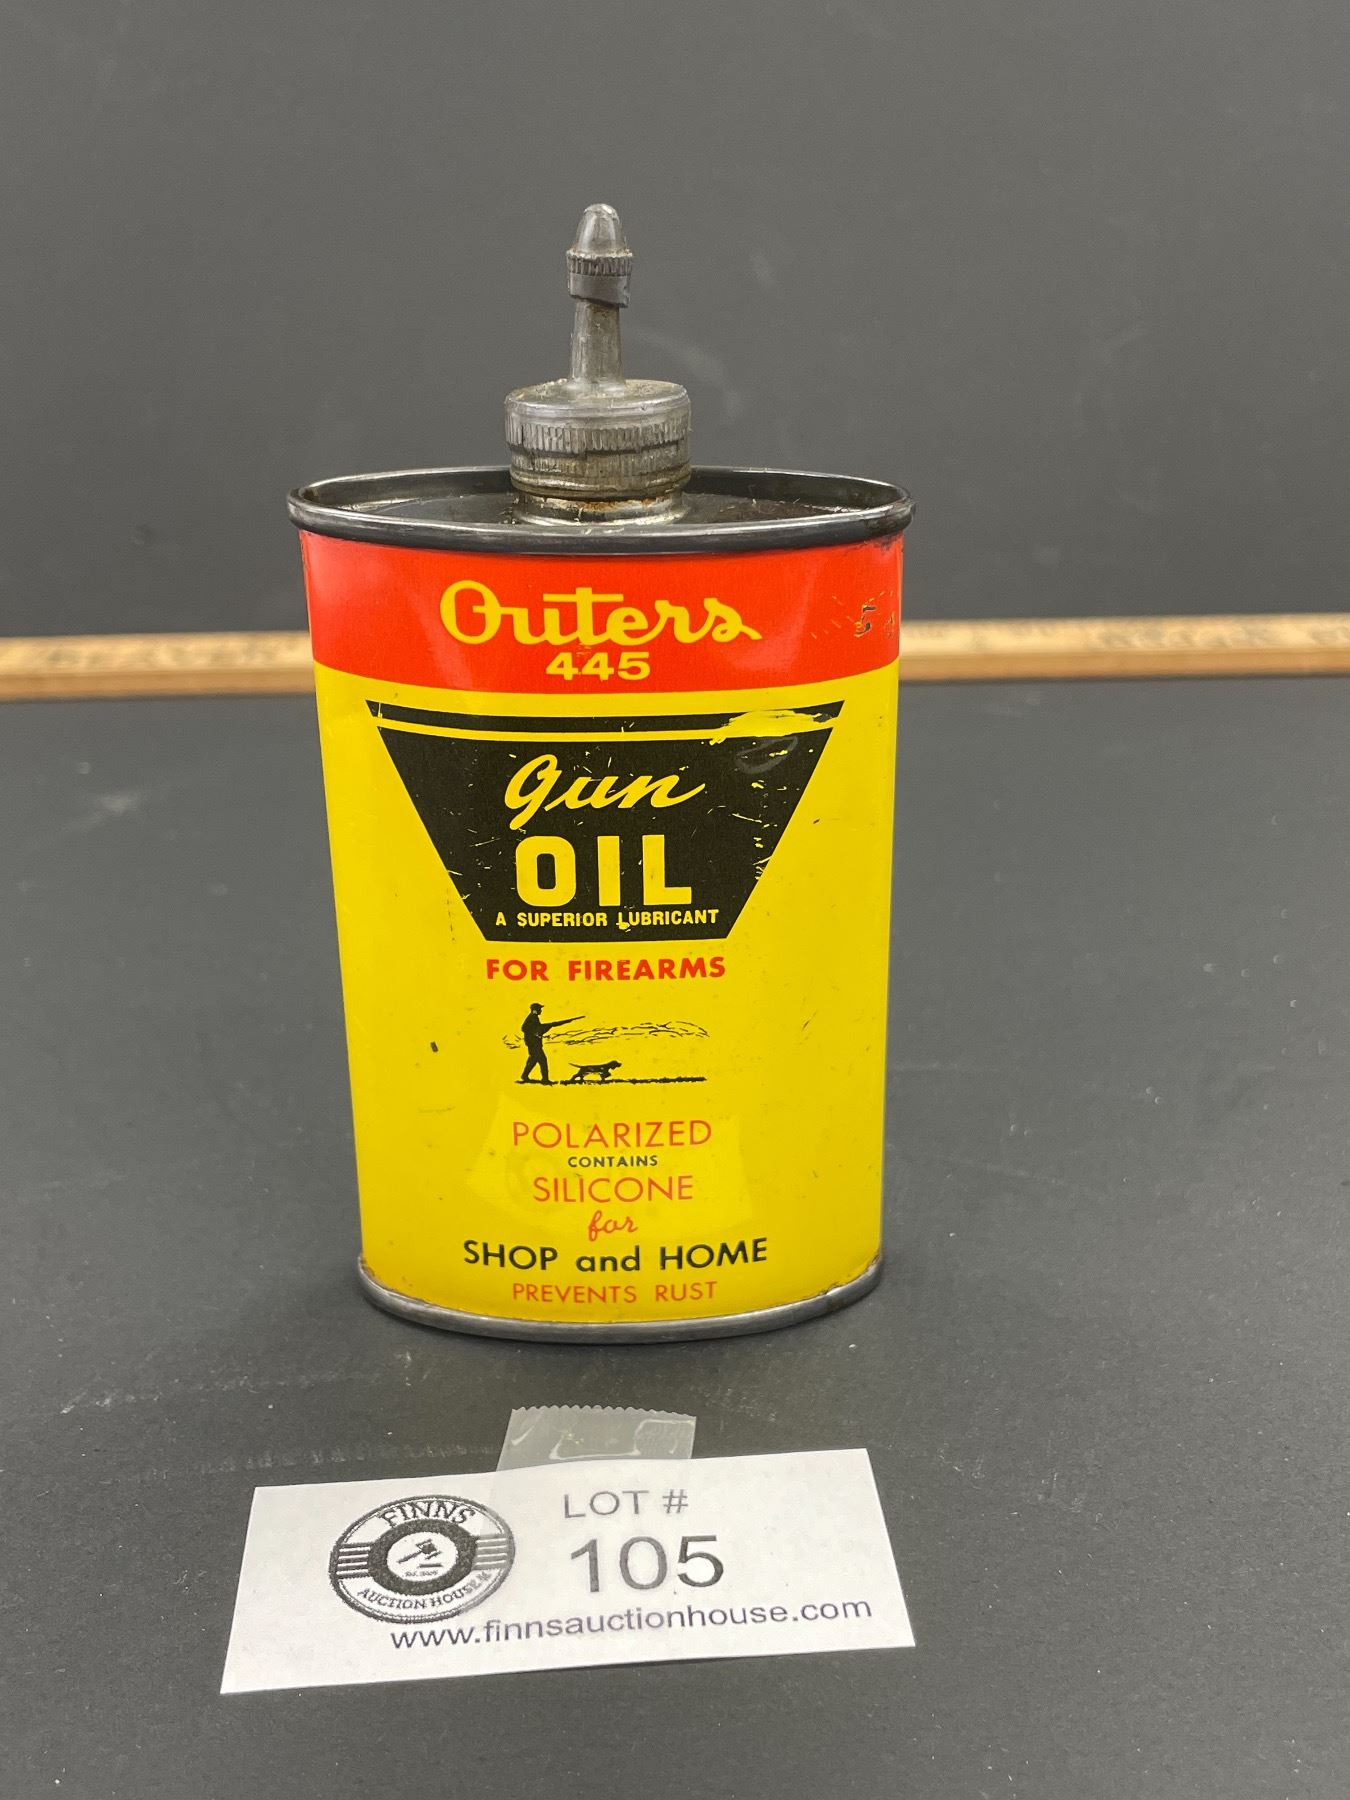 Outers
445
Gun
OIL
A SUPERIOR LUBRICANT
FOR FIREARMS
POLARIZED
CONTAINS
SILICONE
for
SHOP and HOME
PREVENTS RUST
FINNS
AUCTION HOUSE
LOT #
105
www.finnsauctionhouse.com